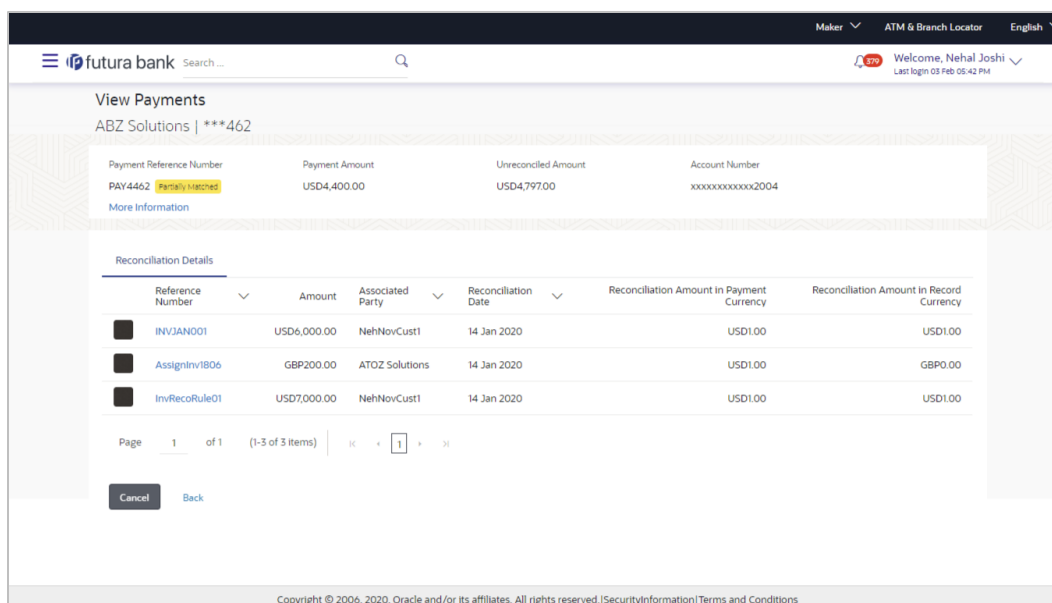 Maker ATM & Branch Locator English
futura bank Search... 379 Welcome, Nehal Joshi
Last login 03 Feb 05:42 PM
View Payments
ABZ Solutions | ***462
Payment Reference Number Payment Amount Unreconciled Amount Account Number
PAY4462 Partially Matched USD4,400.00 USD4,797.00 xxxxxxxxxxxx2004
More Information
Reconciliation Details
Reference Number Amount Associated Party Reconciliation Date Reconciliation Amount in Payment Currency Reconciliation Amount in Record Currency
INVJAN001 USD6,000.00 NehNovCust1 14 Jan 2020 USD1.00 USD1.00
AssignInv1806 GBP200.00 ATOZ Solutions 14 Jan 2020 USD1.00 GBP0.00
InvRecoRule01 USD7,000.00 NehNovCust1 14 Jan 2020 USD1.00 USD1.00
Page 1 of 1 (1-3 of 3 items) 1
Cancel Back
Copyright © 2006, 2020, Oracle and/or its affiliates. All rights reserved.|SecurityInformation|Terms and Conditions